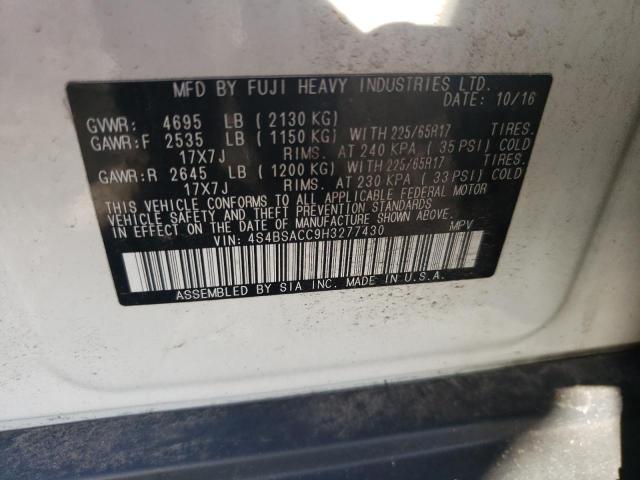 MFD BY FUJI HEAVY INDUSTRIES LTD.
DATE: 10/16
GVWR: 4695 LB (2130 KG)
GAWR:F 2535 LB (1150 KG) WITH 225/65R17 TIRES.
17X7J RIMS. AT 240 KPA (35 PSI) COLD
GAWR:R 2645 LB (1200 KG) WITH 225/65R17 TIRES.
17X7J RIMS. AT 230 KPA (33 PSI) COLD
THIS VEHICLE CONFORMS TO ALL APPLICABLE FEDERAL MOTOR
VEHICLE SAFETY, BUMPER, AND THEFT PREVENTION STANDARDS
IN EFFECT ON THE DATE OF MANUFACTURE SHOWN ABOVE.
VIN: 4S4BSACC9H3277430 MPV
ASSEMBLED BY SIA INC. MADE IN U.S.A.